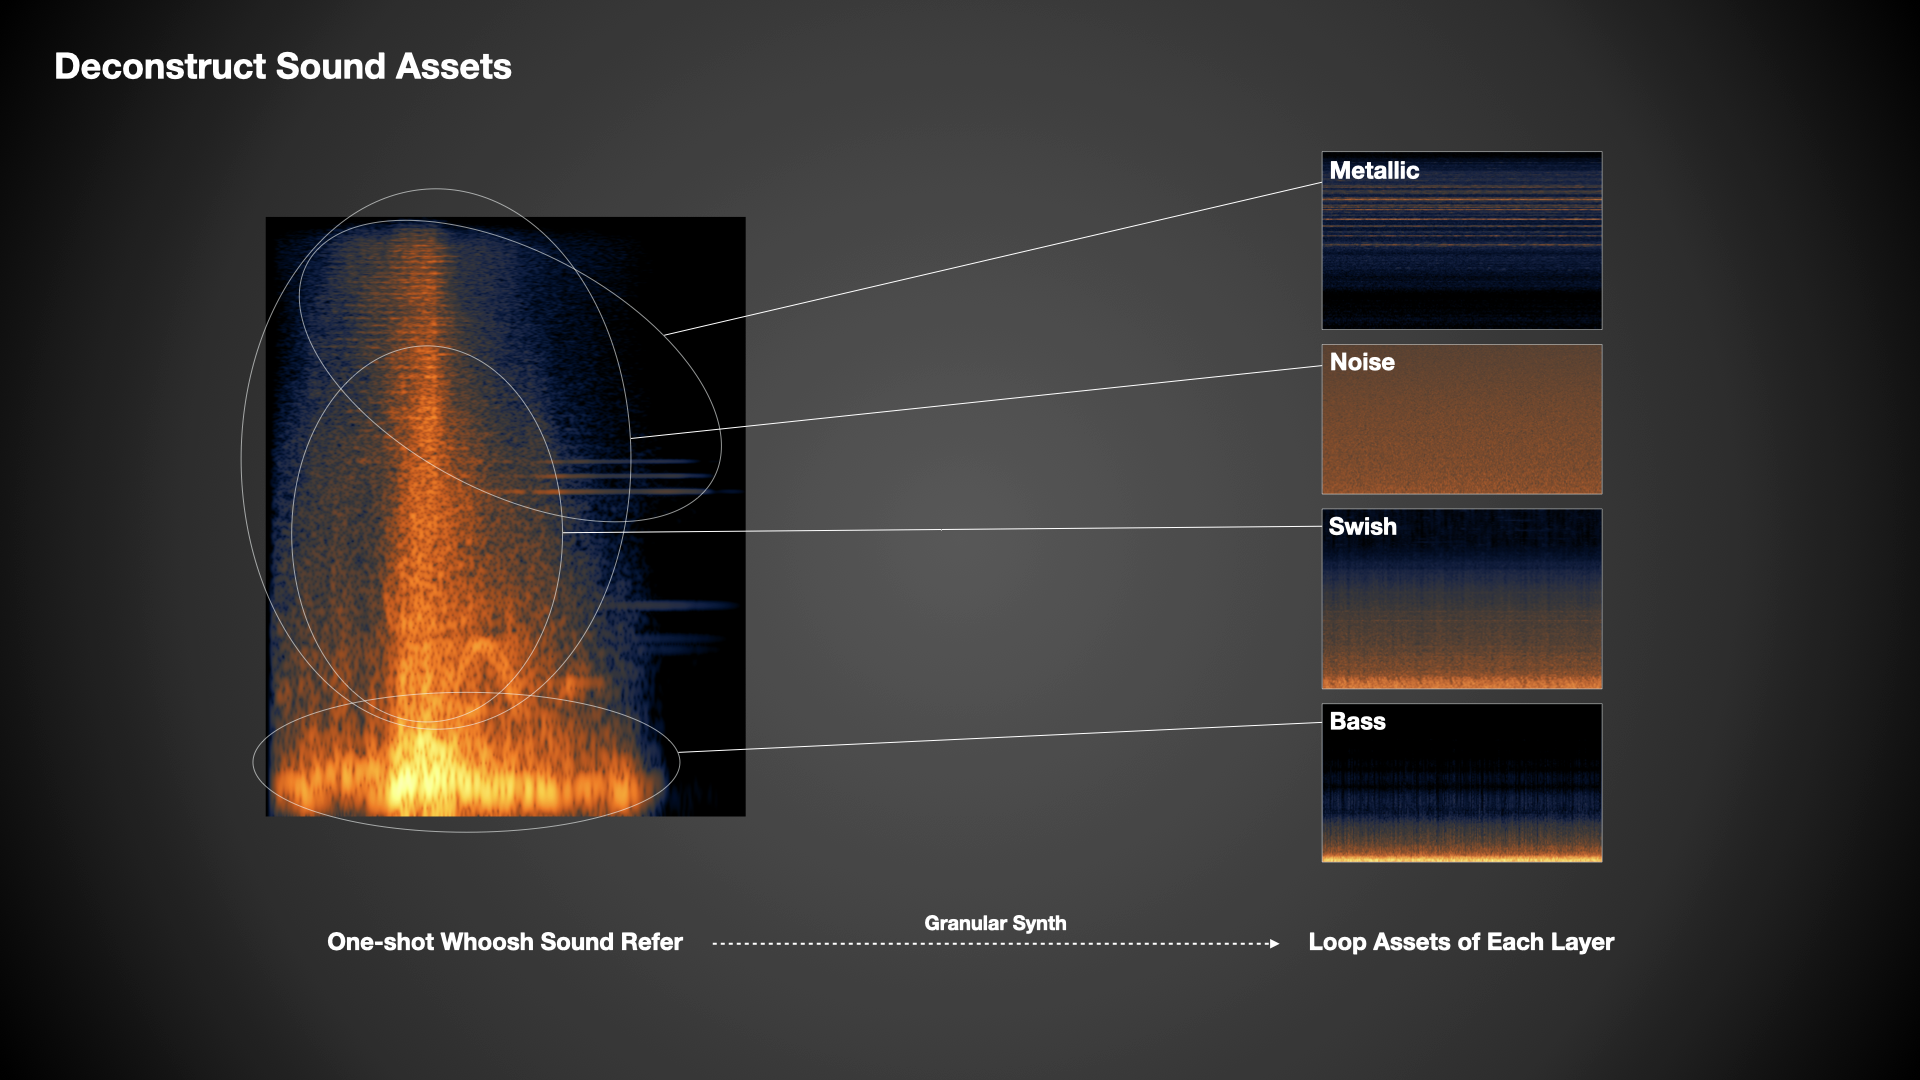 Deconstruct Sound Assets
Metallic
Noise
Swish
Bass
One-shot Whoosh Sound Refer
Granular Synth
Loop Assets of Each Layer